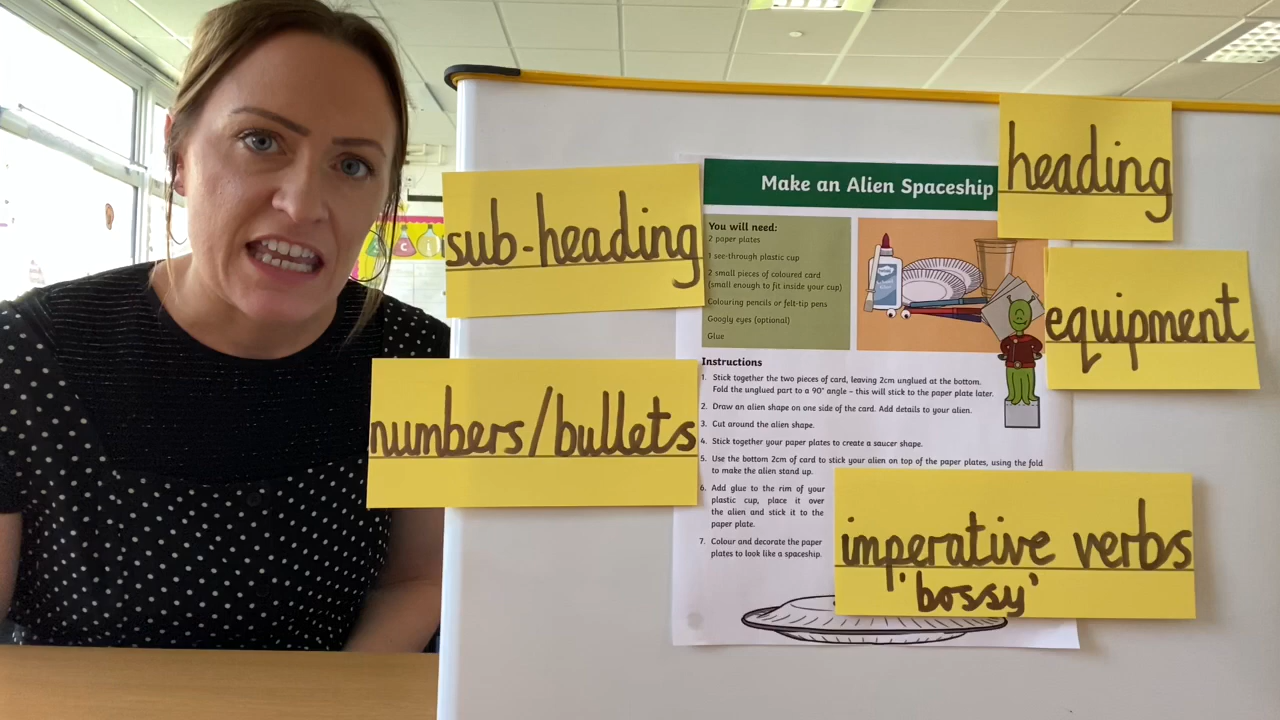 heading
Make an Alien Spaceship
sub-heading
You will need:
2 paper plates
1 see-through plastic cup
2 small pieces of coloured card
(small enough to fit inside your cup)
Colouring pencils or felt-tip pens
Googly eyes (optional)
Glue
equipment
numbers/bullets
Instructions
1. Stick together the two pieces of card, leaving 2cm unglued at the bottom.
Fold the unglued part to a 90° angle – this will stick to the paper plate later.
2. Draw an alien shape on one side of the card. Add details to your alien.
3. Cut around the alien shape.
4. Stick together your paper plates to create a saucer shape.
5. Use the bottom 2cm of card to stick your alien on top of the paper plates, using the fold
to make the alien stand up.
6. Add glue to the rim of your
plastic cup, place it over
the alien and stick it to the
paper plate.
7. Colour and decorate the paper
plates to look like a spaceship.
imperative verbs
'bossy'